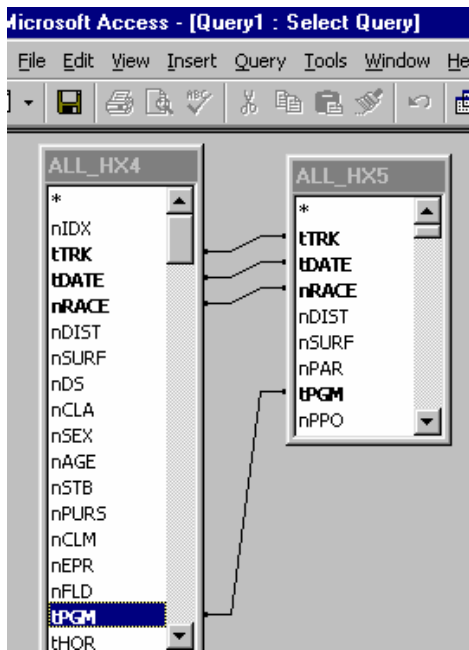 Microsoft Access - [Query1 : Select Query]
File Edit View Insert Query Tools Window He
ABC
ALL_HX4
*
nIDX
tTRK
tDATE
nRACE
nDIST
nSURF
nDS
nCLA
nSEX
nAGE
nSTB
nPURS
nCLM
nEPR
nFLD
tPGM
tHOR
ALL_HX5
*
tTRK
tDATE
nRACE
nDIST
nSURF
nPAR
tPGM
nPPO